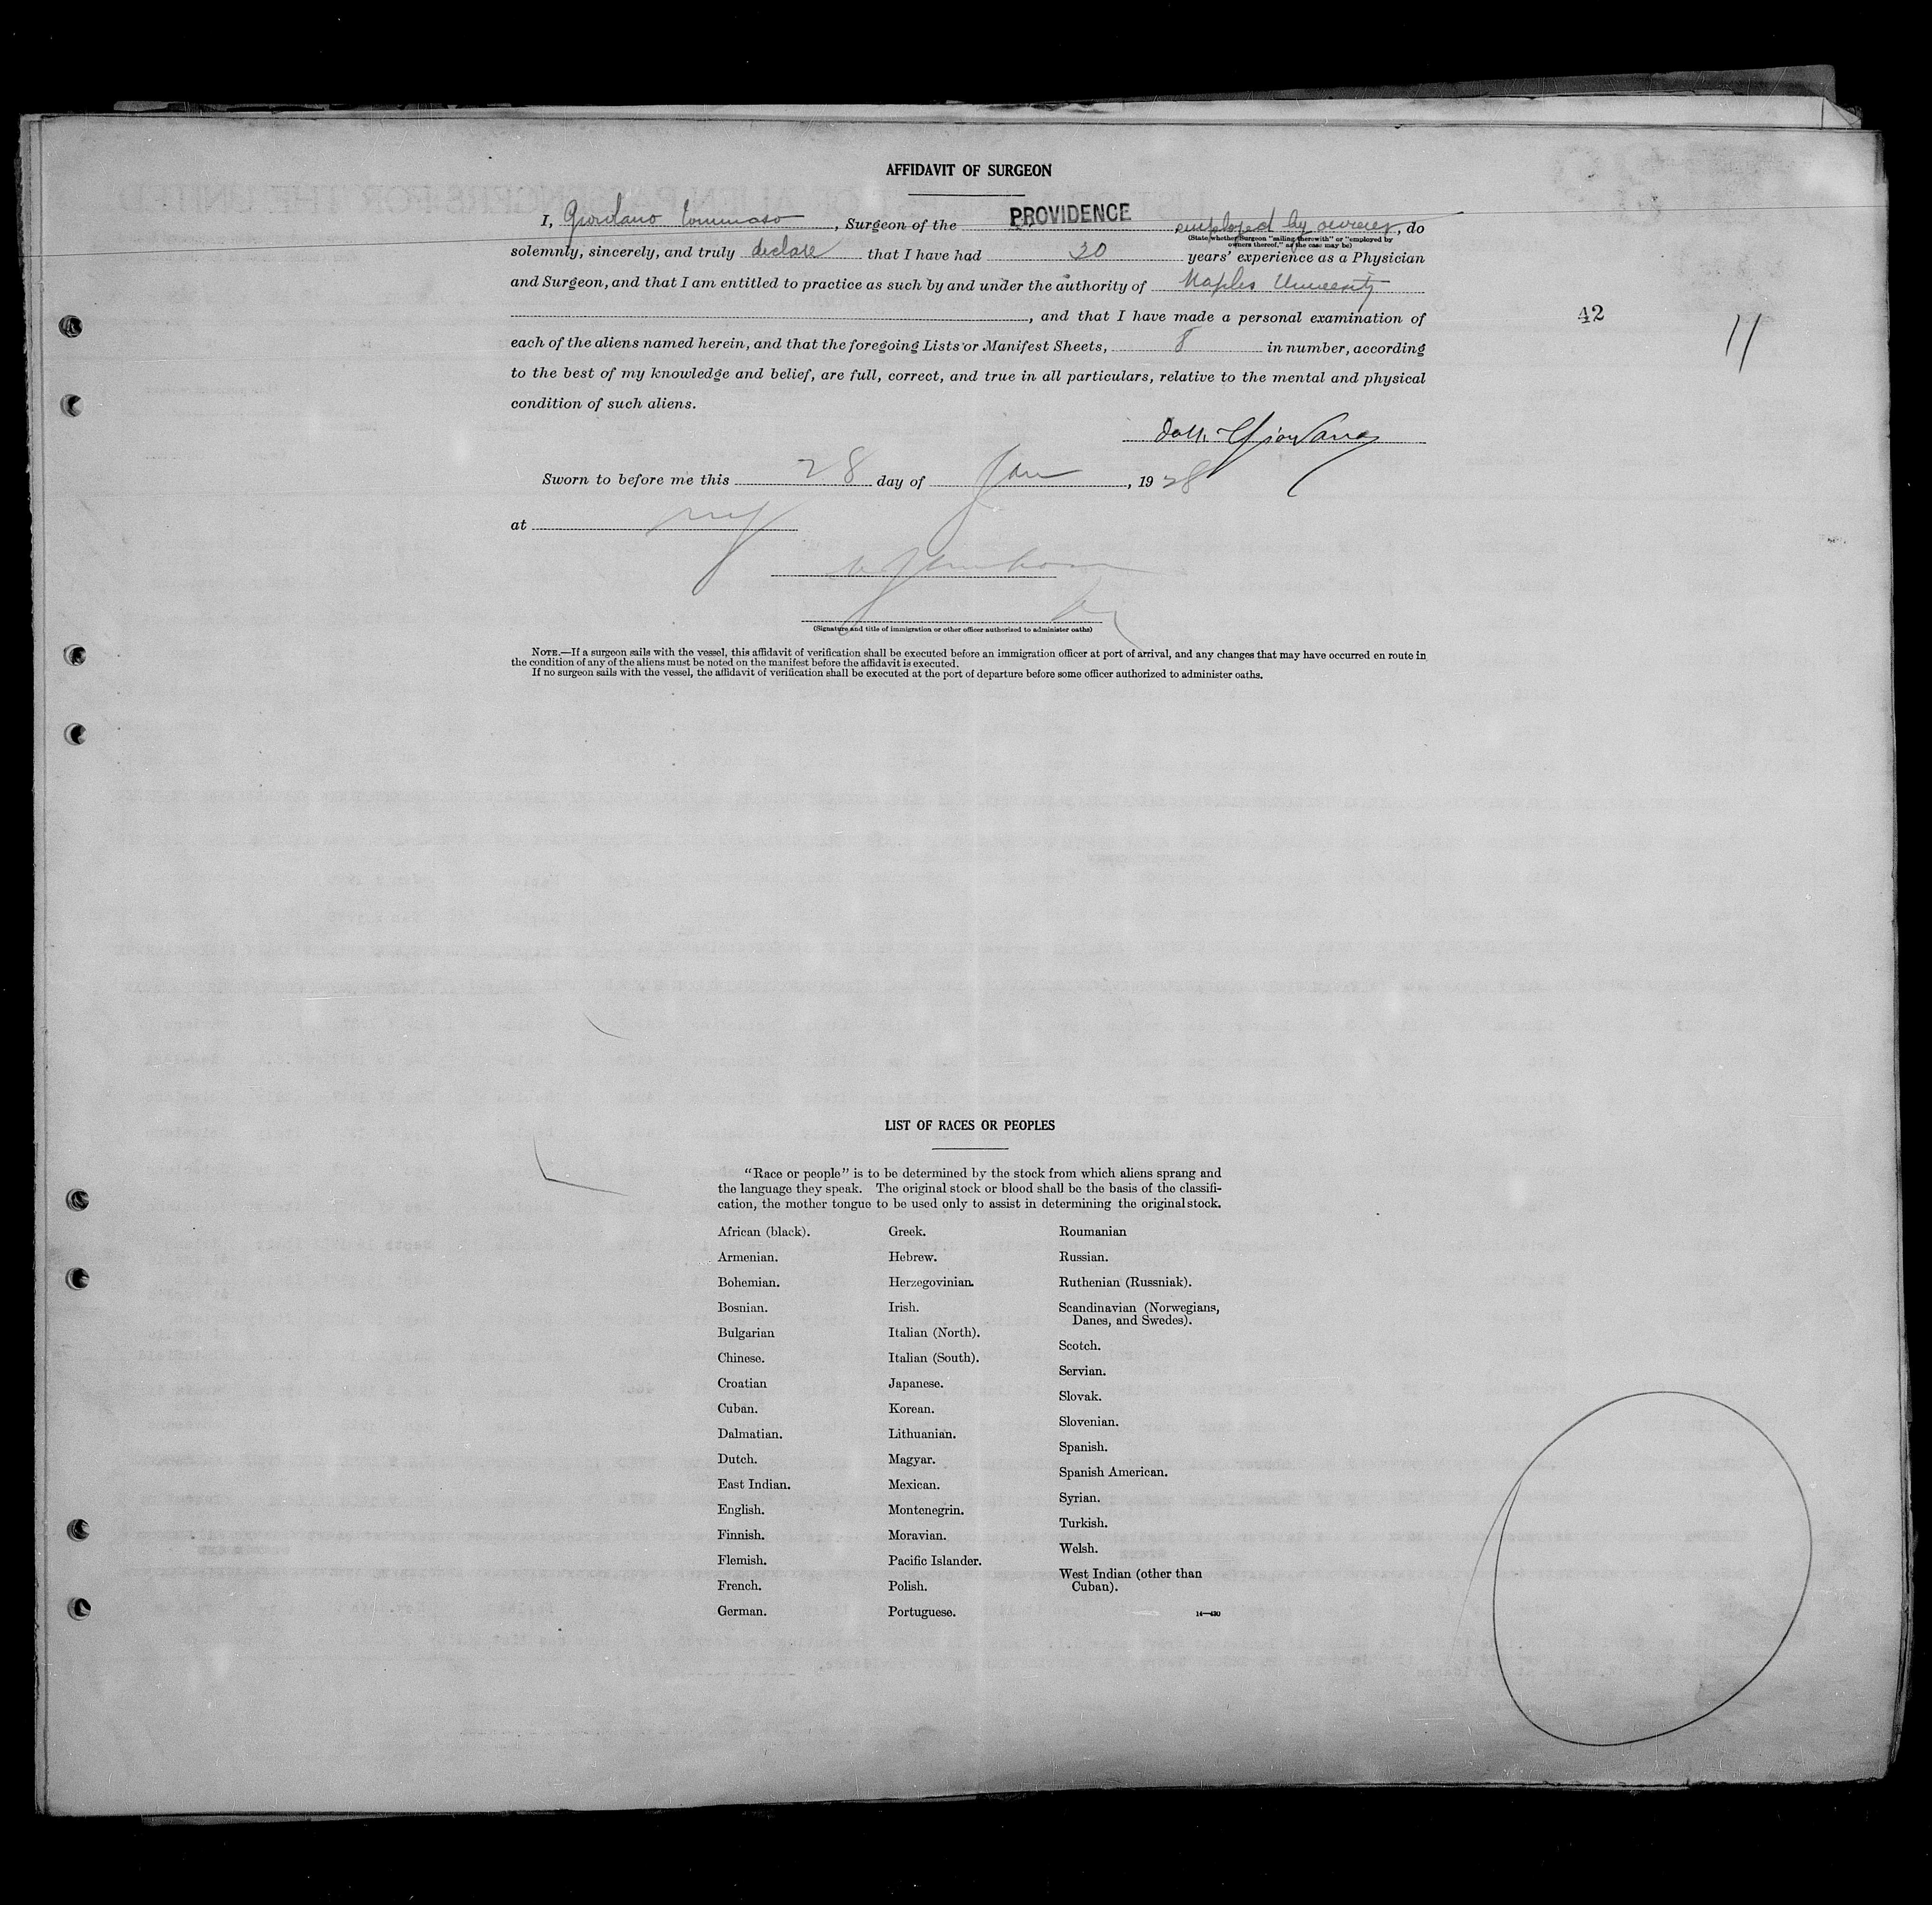 AFFIDAVIT OF SURGEON
I, Giordano Tommaso, Surgeon of the PROVIDENCE employed by owner, do
(State whether Surgeon "sailing therewith" or "employed by
owners thereof," as the case may be)
solemnly, sincerely, and truly declare that I have had 30 years' experience as a Physician
and Surgeon, and that I am entitled to practice as such by and under the authority of Naples University
, and that I have made a personal examination of
42
11
each of the aliens named herein, and that the foregoing Lists or Manifest Sheets, 8 in number, according
to the best of my knowledge and belief, are full, correct, and true in all particulars, relative to the mental and physical
condition of such aliens.
Dott. Giordano
Sworn to before me this 28 day of Jan, 1928
at NY
(Signature and title of immigration or other officer authorized to administer oaths)
NOTE.—If a surgeon sails with the vessel, this affidavit of verification shall be executed before an immigration officer at port of arrival, and any changes that may have occurred en route in
the condition of any of the aliens must be noted on the manifest before the affidavit is executed.
If no surgeon sails with the vessel, the affidavit of verification shall be executed at the port of departure before some officer authorized to administer oaths.
LIST OF RACES OR PEOPLES
"Race or people" is to be determined by the stock from which aliens sprang and
the language they speak. The original stock or blood shall be the basis of the classifi-
cation, the mother tongue to be used only to assist in determining the original stock.
African (black).
Armenian.
Bohemian.
Bosnian.
Bulgarian
Chinese.
Croatian
Cuban.
Dalmatian.
Dutch.
East Indian.
English.
Finnish.
Flemish.
French.
German.
Greek.
Hebrew.
Herzegovinian.
Irish.
Italian (North).
Italian (South).
Japanese.
Korean.
Lithuanian.
Magyar.
Mexican.
Montenegrin.
Moravian.
Pacific Islander.
Polish.
Portuguese.
Roumanian
Russian.
Ruthenian (Russniak).
Scandinavian (Norwegians,
Danes, and Swedes).
Scotch.
Servian.
Slovak.
Slovenian.
Spanish.
Spanish American.
Syrian.
Turkish.
Welsh.
West Indian (other than
Cuban).
14—430